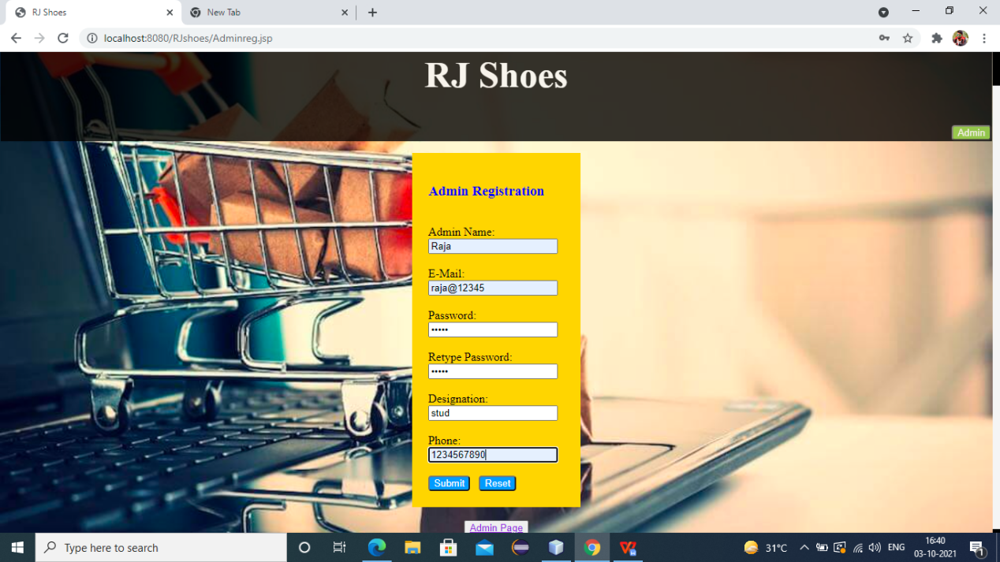 RJ Shoes
New Tab
localhost:8080/RJshoes/Adminreg.jsp
RJ Shoes
Admin
Admin Registration
Admin Name:
Raja
E-Mail:
raja@12345
Password:
•••••
Retype Password:
•••••
Designation:
stud
Phone:
1234567890
Submit Reset
Admin Page
Type here to search
31°C
ENG
16:40
03-10-2021
1